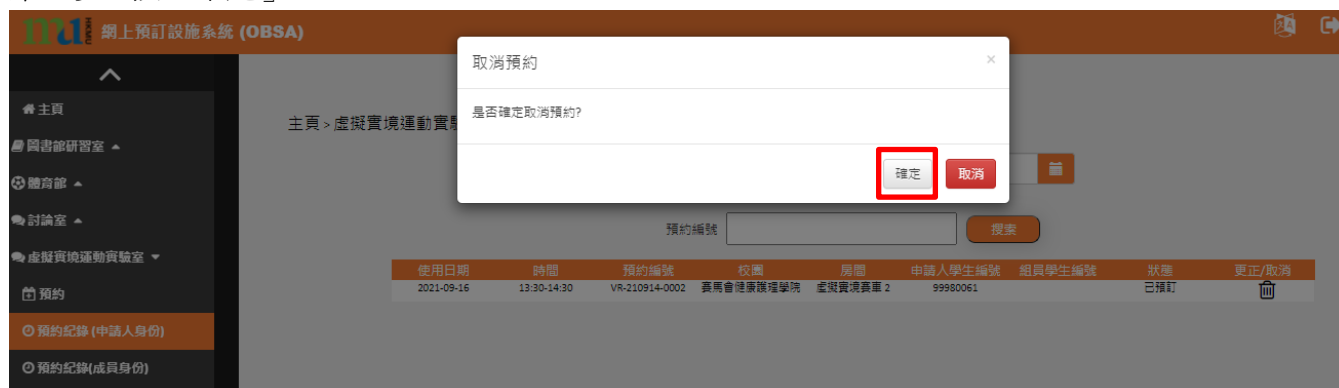 網上預訂設施系統 (OBSA)
取消預約
×
是否確定取消預約?
確定
取消
主頁
圖書館研習室
體育館
討論室
虛擬實境運動實驗室
預約
預約紀錄 (申請人身份)
預約紀錄(成員身份)
主頁 > 虛擬實境運動實驗
預約編號
搜索
使用日期 時間 預約編號 校園 房間 申請人學生編號 組員學生編號 狀態 更正/取消
2021-09-16 13:30-14:30 VR-210914-0002 賽馬會健康護理學院 虛擬實境賽車 2 99980061 已預訂